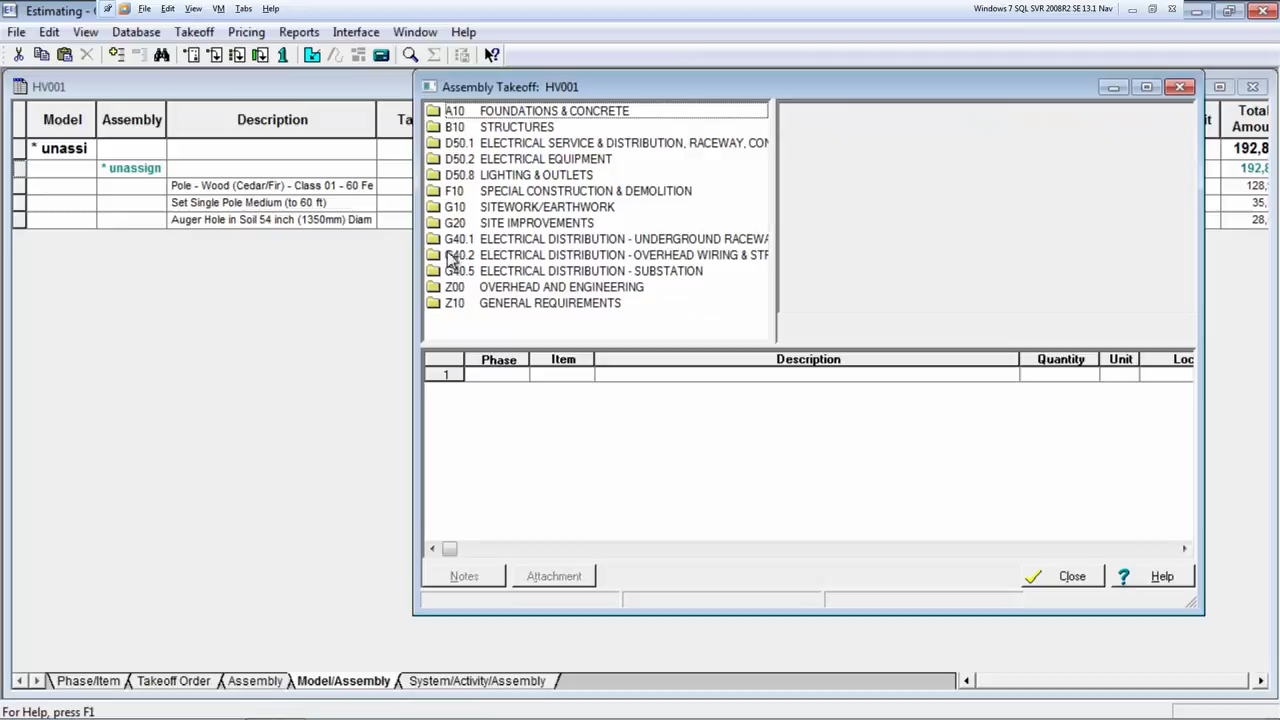 Estimating - 
File Edit View VM Tabs Help
Windows 7 SQL SVR 2008R2 SE 13.1 Nav
File Edit View Database Takeoff Pricing Reports Interface Window Help
HV001
Model Assembly Description Ta
* unassi
* unassign
Pole - Wood (Cedar/Fir) - Class 01 - 60 Fe
Set Single Pole Medium (to 60 ft)
Auger Hole in Soil 54 inch (1350mm) Diam
it Total Amou
192,8
192,8
128,
35,
28,
Assembly Takeoff: HV001
A10 FOUNDATIONS & CONCRETE
B10 STRUCTURES
D50.1 ELECTRICAL SERVICE & DISTRIBUTION, RACEWAY, CON
D50.2 ELECTRICAL EQUIPMENT
D50.8 LIGHTING & OUTLETS
F10 SPECIAL CONSTRUCTION & DEMOLITION
G10 SITEWORK/EARTHWORK
G20 SITE IMPROVEMENTS
G40.1 ELECTRICAL DISTRIBUTION - UNDERGROUND RACEWA
G40.2 ELECTRICAL DISTRIBUTION - OVERHEAD WIRING & STR
G40.5 ELECTRICAL DISTRIBUTION - SUBSTATION
Z00 OVERHEAD AND ENGINEERING
Z10 GENERAL REQUIREMENTS
Phase Item Description Quantity Unit Loc
1
Notes Attachment Close Help
Phase/Item Takeoff Order Assembly Model/Assembly System/Activity/Assembly
For Help, press F1